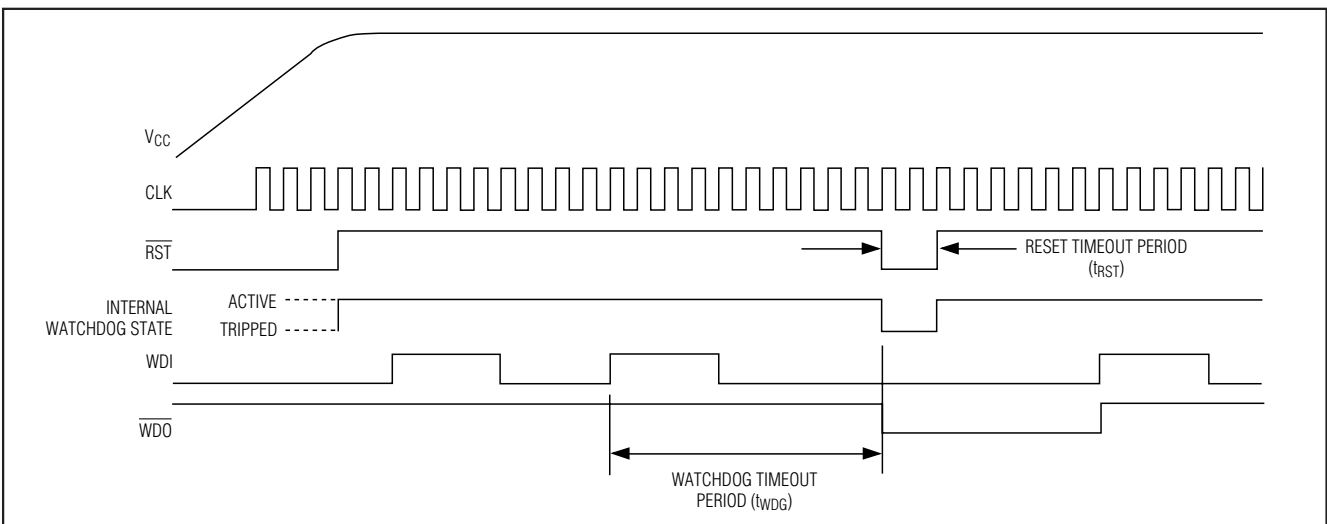 VCC
CLK
RST
RESET TIMEOUT PERIOD
(tRST)
INTERNAL
WATCHDOG STATE
ACTIVE
TRIPPED
WDI
WDO
WATCHDOG TIMEOUT
PERIOD (tWDG)